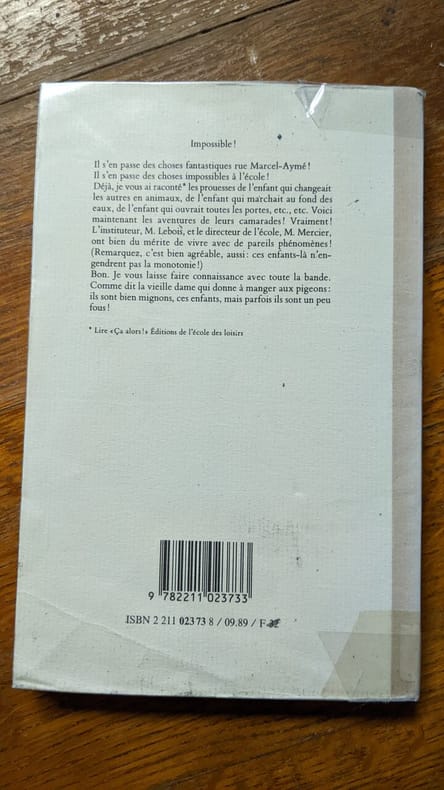 Impossible !
Il s'en passe des choses fantastiques rue Marcel-Aymé !
Il s'en passe des choses impossibles à l'école !
Déjà, je vous ai raconté* les prouesses de l'enfant qui changeait
les autres en animaux, de l'enfant qui marchait au fond des
eaux, de l'enfant qui ouvrait toutes les portes, etc., etc. Voici
maintenant les aventures de leurs camarades ! Vraiment !
L'instituteur, M. Lebois, et le directeur de l'école, M. Mercier,
ont bien du mérite de vivre avec de pareils phénomènes !
(Remarquez, c'est bien agréable, aussi : ces enfants-là n'en-
gendrent pas la monotonie !)
Bon. Je vous laisse faire connaissance avec toute la bande.
Comme dit la vieille dame qui donne à manger aux pigeons :
ils sont bien mignons, ces enfants, mais parfois ils sont un peu
fous !
* Lire «Ça alors !» Éditions de l'école des loisirs
9 782211 023733
ISBN 2 211 023 73 8 / 09.89 / F